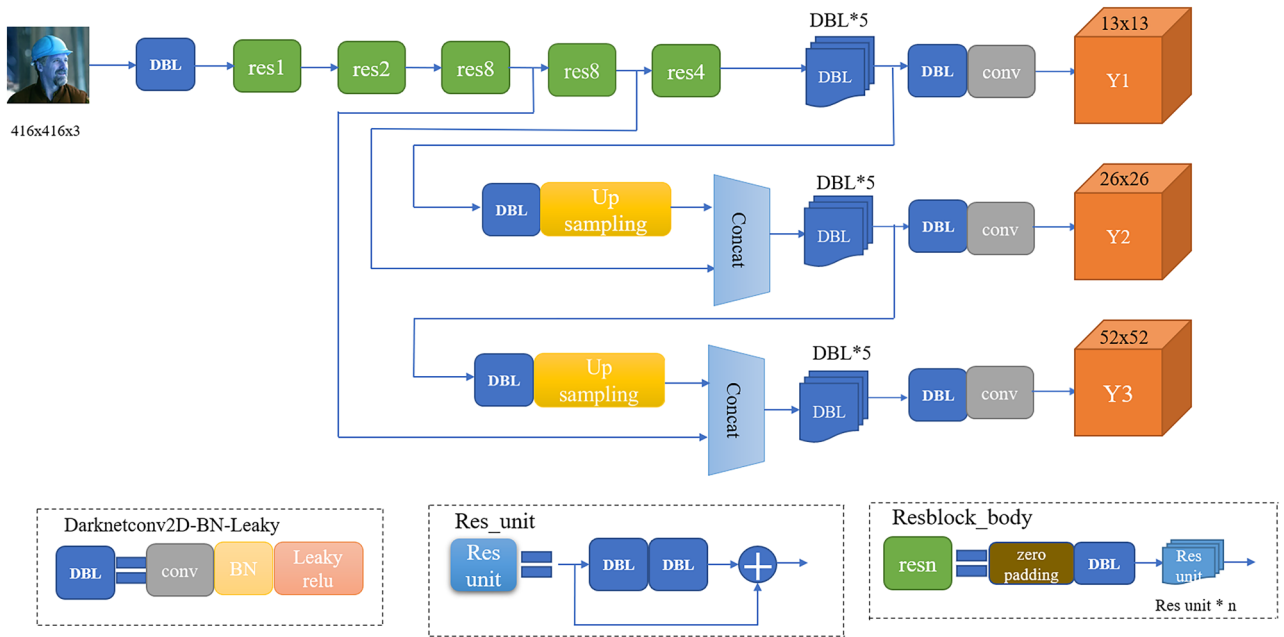 DBL*5
13x13
DBL
res1
res2
res8
res8
res4
DBL
DBL
conv
Y1
416x416x3
DBL*5
26x26
DBL
Up
sampling
Concat
DBL
DBL
conv
Y2
DBL*5
52x52
DBL
Up
sampling
Concat
DBL
DBL
conv
Y3
Darknetconv2D-BN-Leaky
DBL
conv
BN
Leaky
relu
Res_unit
Res
unit
DBL
DBL
Resblock_body
resn
zero
padding
DBL
Res
unit
Res unit * n